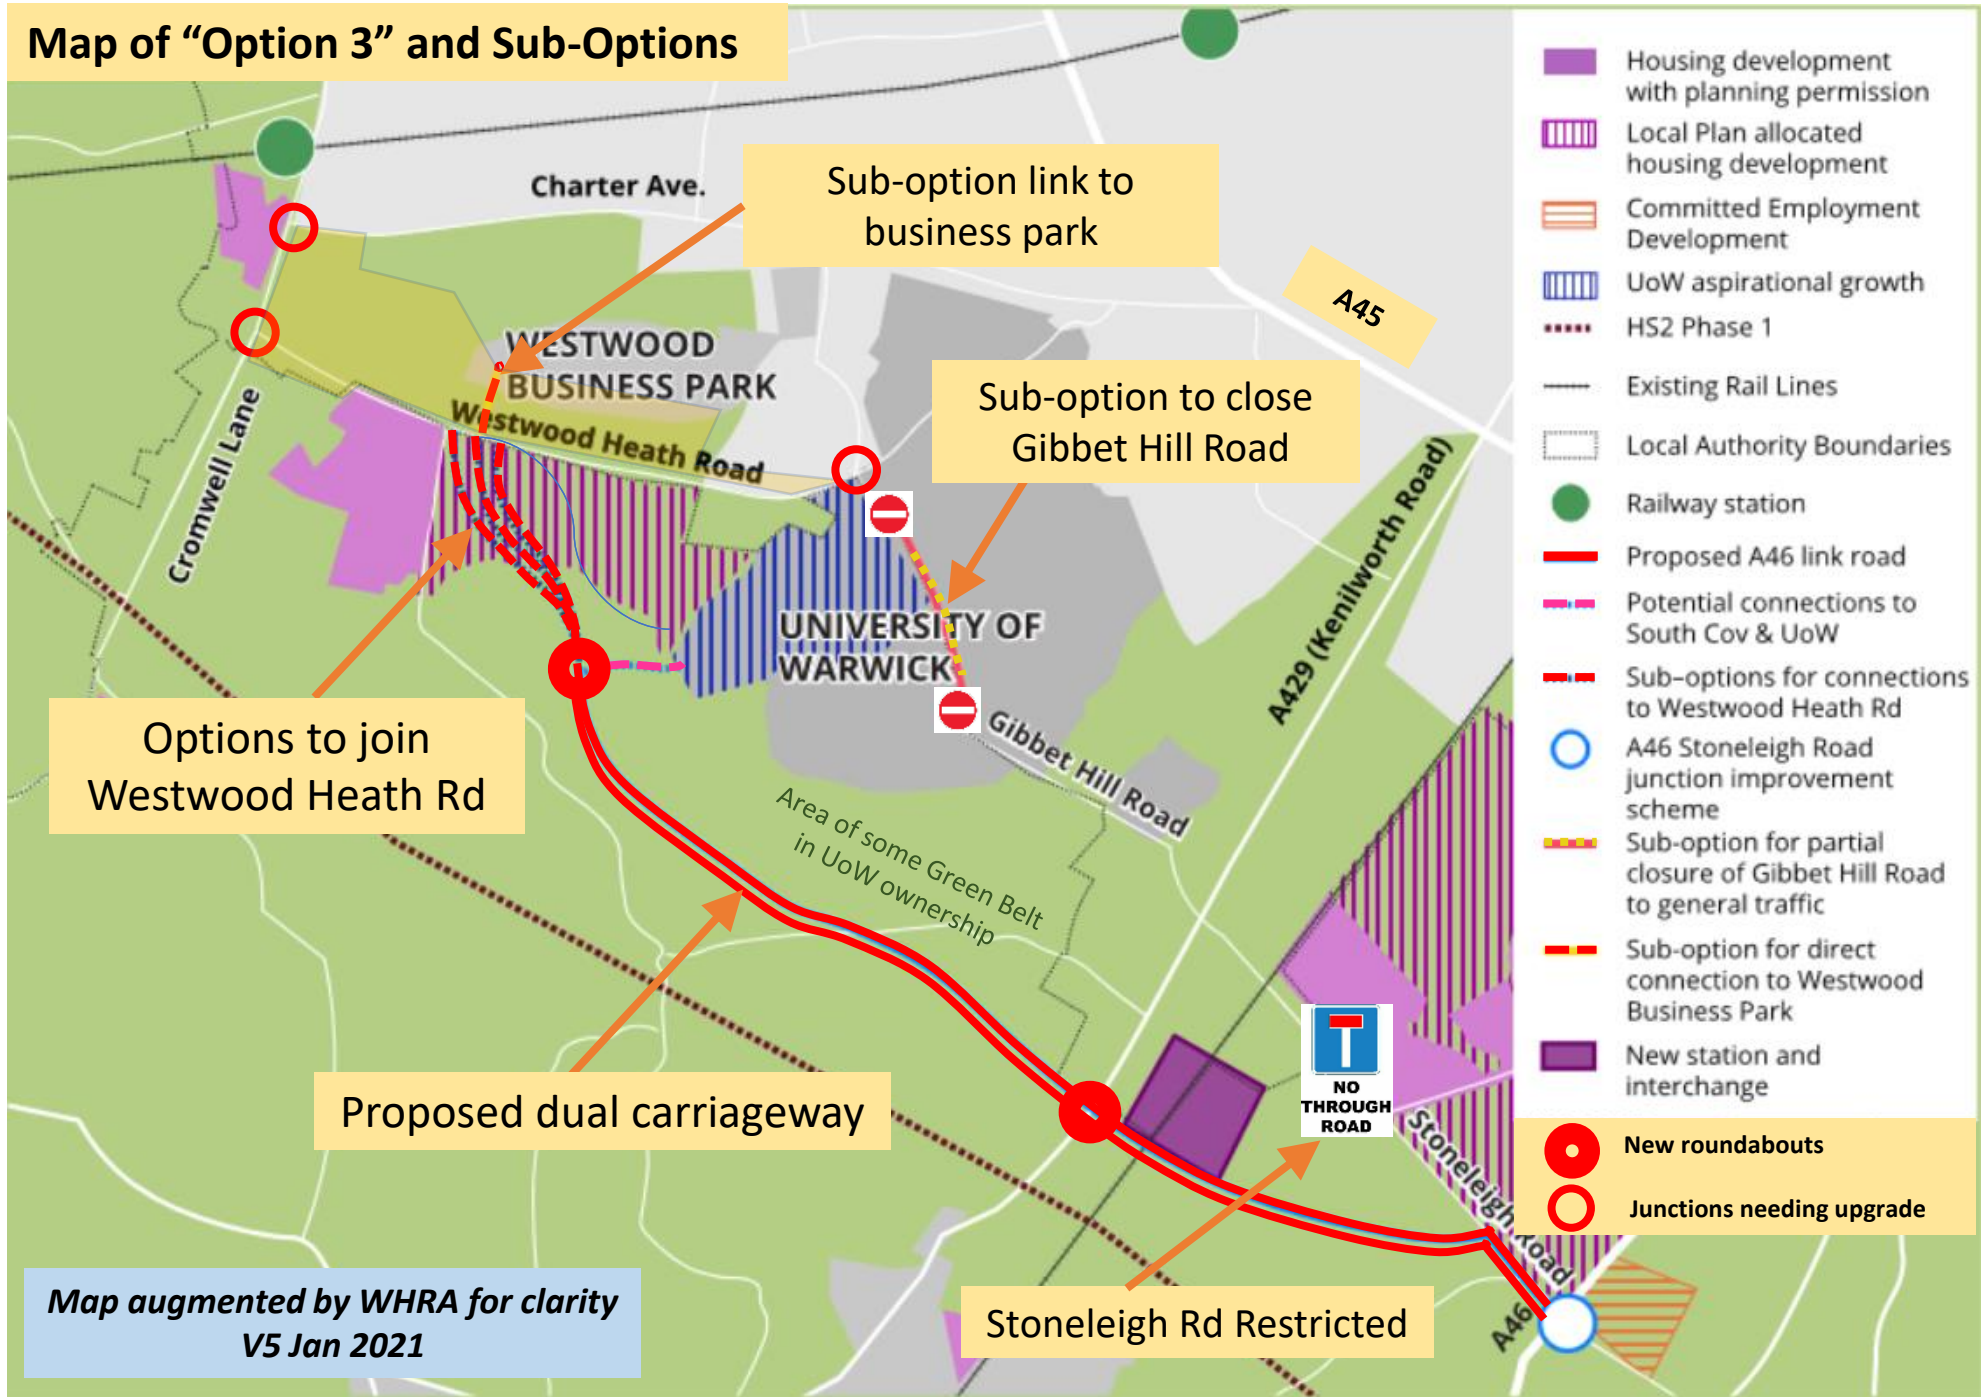 Map of “Option 3” and Sub-Options
Charter Ave.
Sub-option link to
business park
A45
WESTWOOD
BUSINESS PARK
Westwood Heath Road
Cromwell Lane
Sub-option to close
Gibbet Hill Road
A429 (Kenilworth Road)
UNIVERSITY OF
WARWICK
Gibbet Hill Road
Options to join
Westwood Heath Rd
Area of some Green Belt
in UoW ownership
Proposed dual carriageway
NO
THROUGH
ROAD
Stoneleigh Road
A46
Stoneleigh Rd Restricted
Map augmented by WHRA for clarity
V5 Jan 2021
Housing development
with planning permission
Local Plan allocated
housing development
Committed Employment
Development
UoW aspirational growth
HS2 Phase 1
Existing Rail Lines
Local Authority Boundaries
Railway station
Proposed A46 link road
Potential connections to
South Cov & UoW
Sub–options for connections
to Westwood Heath Rd
A46 Stoneleigh Road
junction improvement
scheme
Sub-option for partial
closure of Gibbet Hill Road
to general traffic
Sub-option for direct
connection to Westwood
Business Park
New station and
interchange
New roundabouts
Junctions needing upgrade